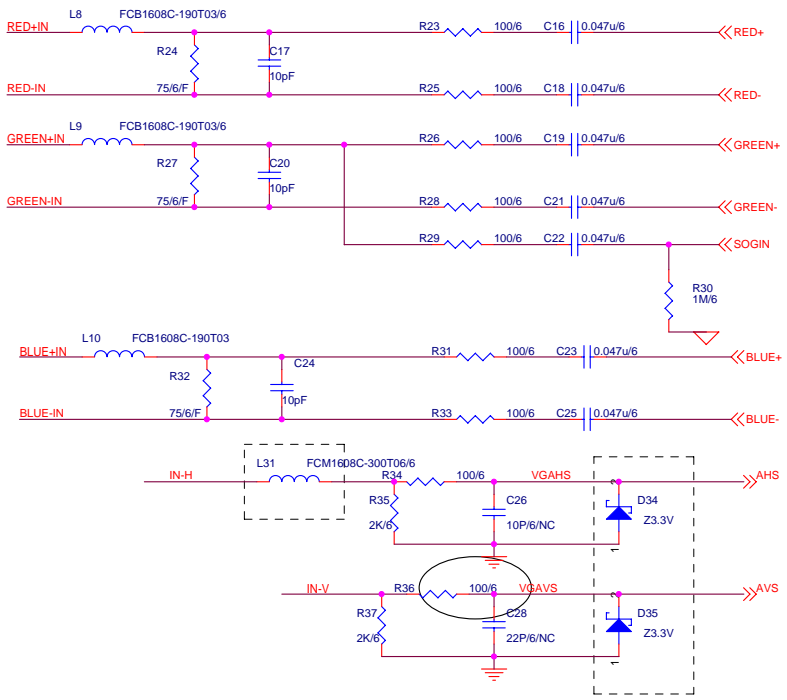 L8 FCB1608C-190T03/6
RED+IN R23 100/6 C16 0.047u/6 RED+
R24 C17
10pF
RED-IN 75/6/F R25 100/6 C18 0.047u/6 RED-
L9 FCB1608C-190T03/6
GREEN+IN R26 100/6 C19 0.047u/6 GREEN+
R27 C20
10pF
GREEN-IN 75/6/F R28 100/6 C21 0.047u/6 GREEN-
R29 100/6 C22 0.047u/6 SOGIN
R30
1M/6
L10 FCB1608C-190T03
BLUE+IN R31 100/6 C23 0.047u/6 BLUE+
R32 C24
10pF
BLUE-IN 75/6/F R33 100/6 C25 0.047u/6 BLUE-
L31 FCM1608C-300T06/6
IN-H R34 100/6 VGAHS 2 AHS
R35 C26 D34
2K/6 10P/6/NC Z3.3V
1
IN-V R36 100/6 VGAVS 2 AVS
R37 C28 D35
2K/6 22P/6/NC Z3.3V
1